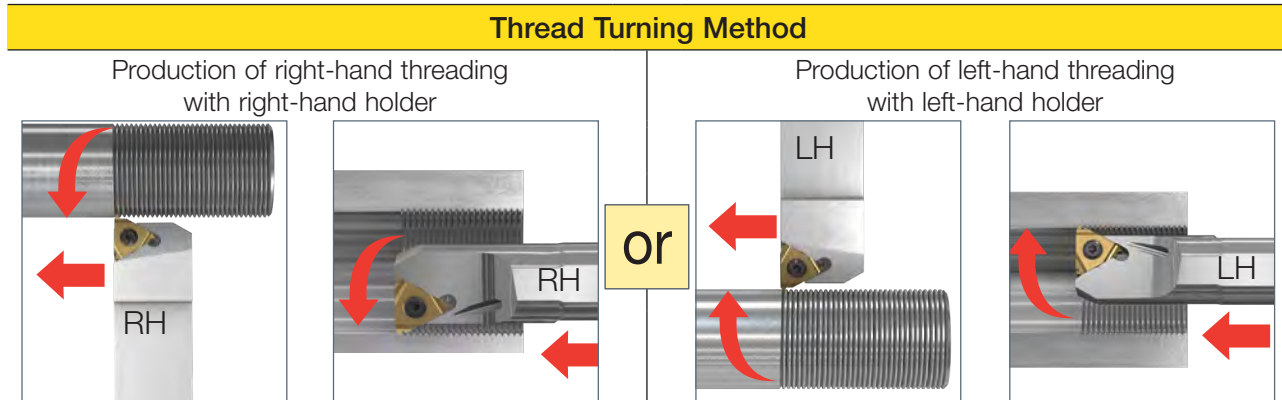 Thread Turning Method
Production of right-hand threading
with right-hand holder
RH
RH
or
Production of left-hand threading
with left-hand holder
LH
LH